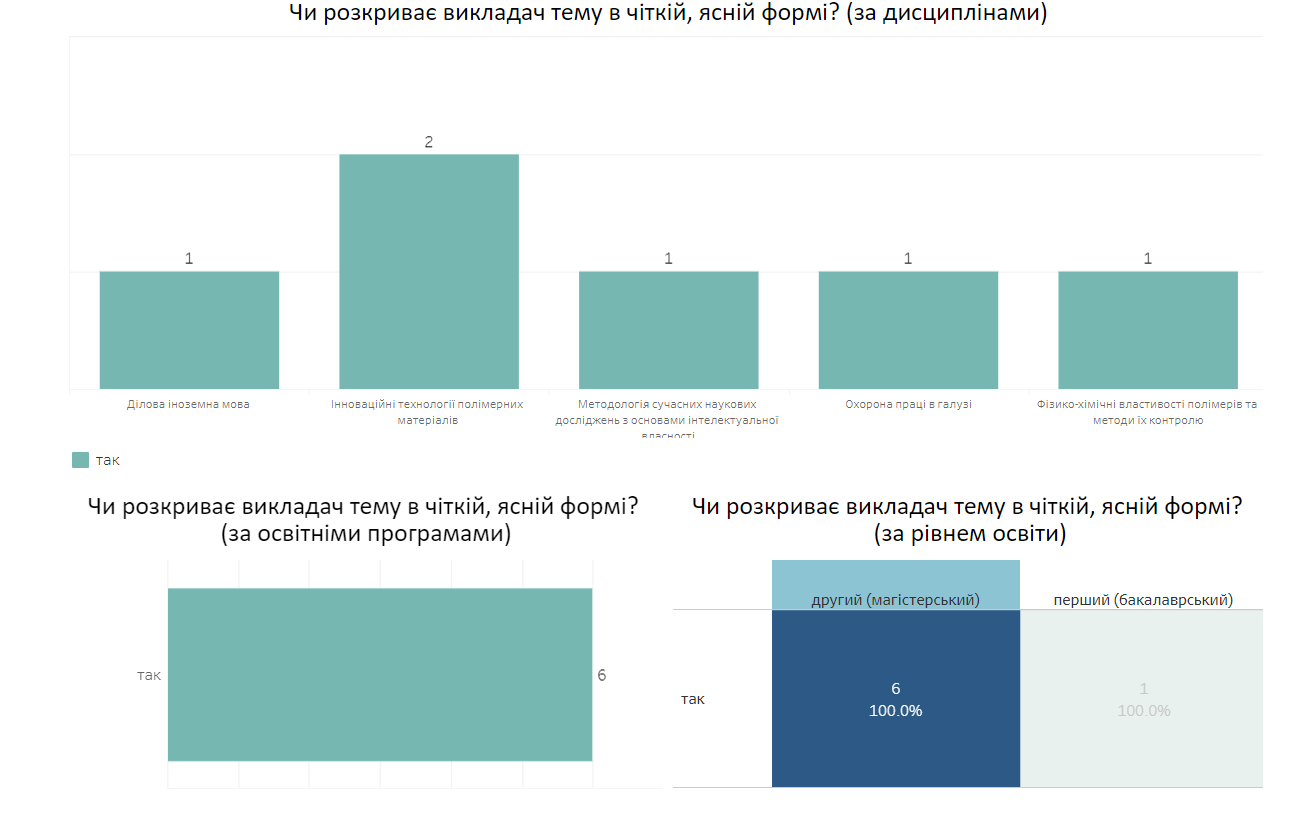 Чи розкриває викладач тему в чіткій, ясній формі? (за дисциплінами)
2
1
1
1
1
Ділова іноземна мова
Інноваційні технології полімерних
матеріалів
Методологія сучасних наукових
досліджень з основами інтелектуальної
власності
Охорона праці в галузі
Фізико-хімічні властивості полімерів та
методи їх контролю
так
Чи розкриває викладач тему в чіткій, ясній формі?
(за освітніми програмами)
так
6
Чи розкриває викладач тему в чіткій, ясній формі?
(за рівнем освіти)
другий (магістерський)
перший (бакалаврський)
так
6
100.0%
1
100.0%